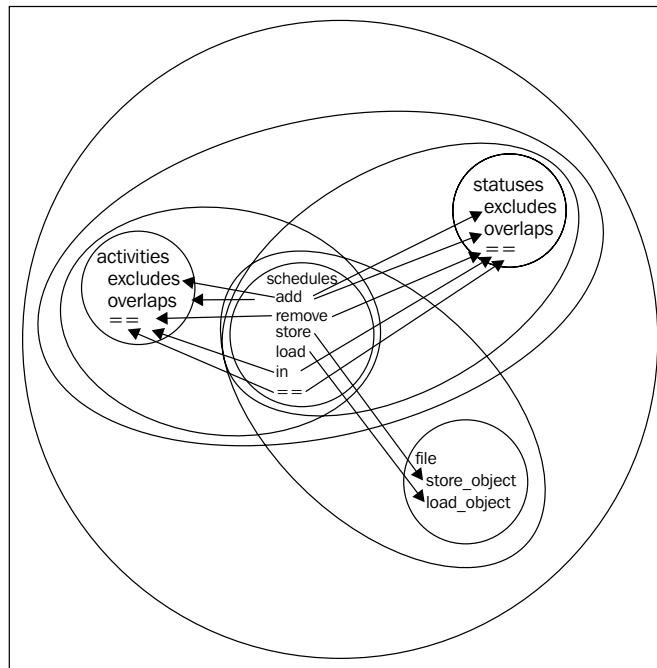 statuses
excludes
overlaps
==
activities
excludes
overlaps
==
schedules
add
remove
store
load
in
==
file
store_object
load_object